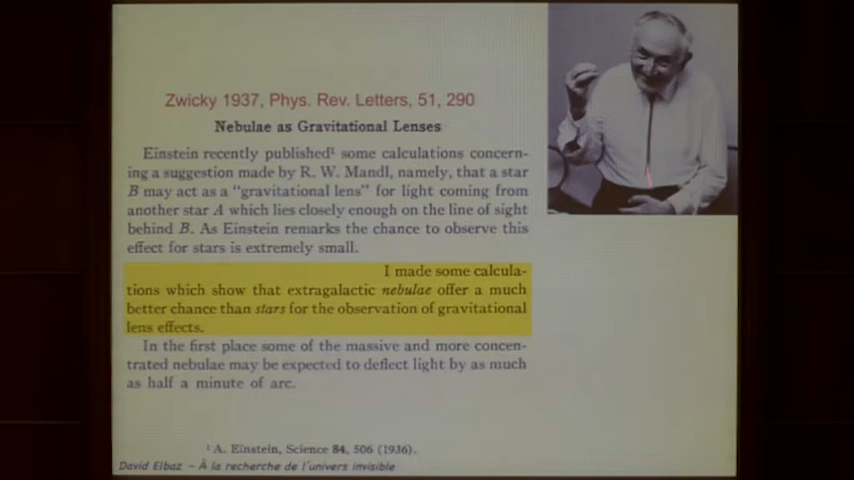 Zwicky 1937, Phys. Rev. Letters, 51, 290
Nebulae as Gravitational Lenses
Einstein recently published¹ some calculations concern-
ing a suggestion made by R. W. Mandl, namely, that a star
B may act as a "gravitational lens" for light coming from
another star A which lies closely enough on the line of sight
behind B. As Einstein remarks the chance to observe this
effect for stars is extremely small.
I made some calcula-
tions which show that extragalactic nebulae offer a much
better chance than stars for the observation of gravitational
lens effects.
In the first place some of the massive and more concen-
trated nebulae may be expected to deflect light by as much
as half a minute of arc.
¹ A. Einstein, Science 84, 506 (1936).
David Elbaz - À la recherche de l'univers invisible